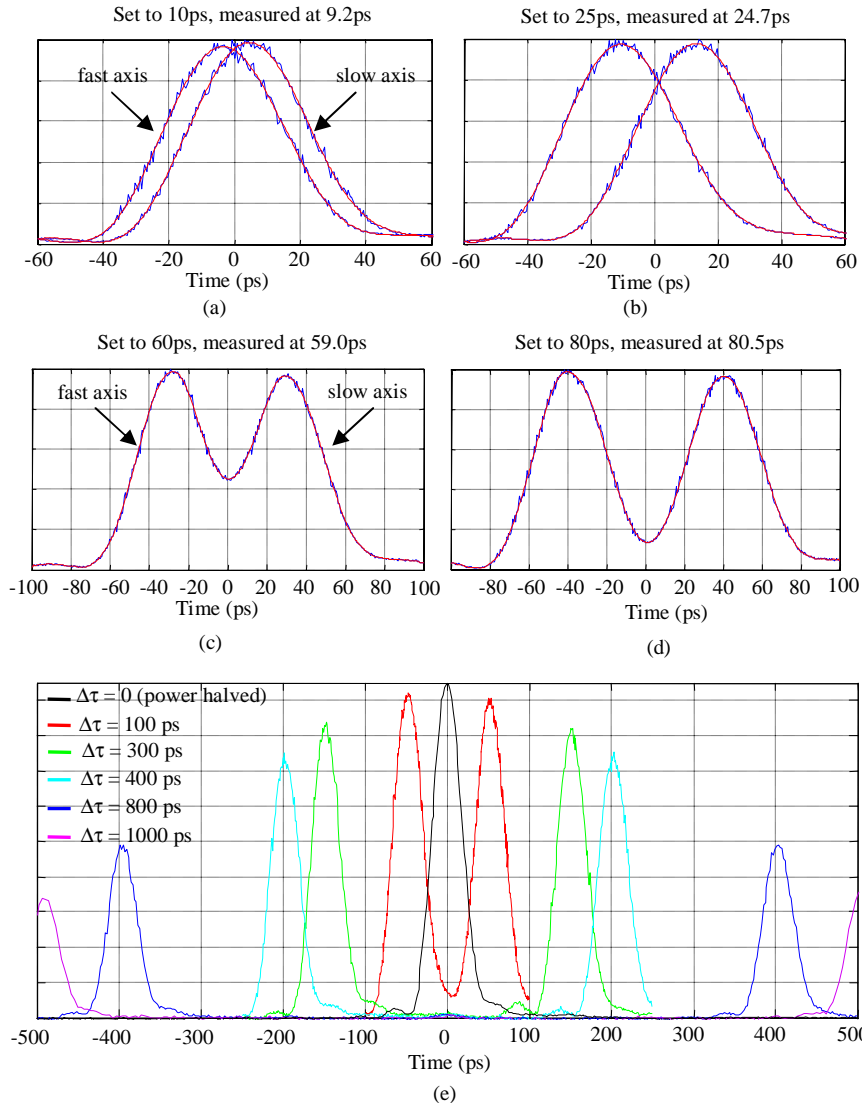 Set to 10ps, measured at 9.2ps
fast axis
slow axis
-60 -40 -20 0 20 40 60
Time (ps)
(a)
Set to 25ps, measured at 24.7ps
-60 -40 -20 0 20 40 60
Time (ps)
(b)
Set to 60ps, measured at 59.0ps
fast axis
slow axis
-100 -80 -60 -40 -20 0 20 40 60 80 100
Time (ps)
(c)
Set to 80ps, measured at 80.5ps
-80 -60 -40 -20 0 20 40 60 80 100
Time (ps)
(d)
Δτ = 0 (power halved)
Δτ = 100 ps
Δτ = 300 ps
Δτ = 400 ps
Δτ = 800 ps
Δτ = 1000 ps
-500 -400 -300 -200 -100 0 100 200 300 400 500
Time (ps)
(e)